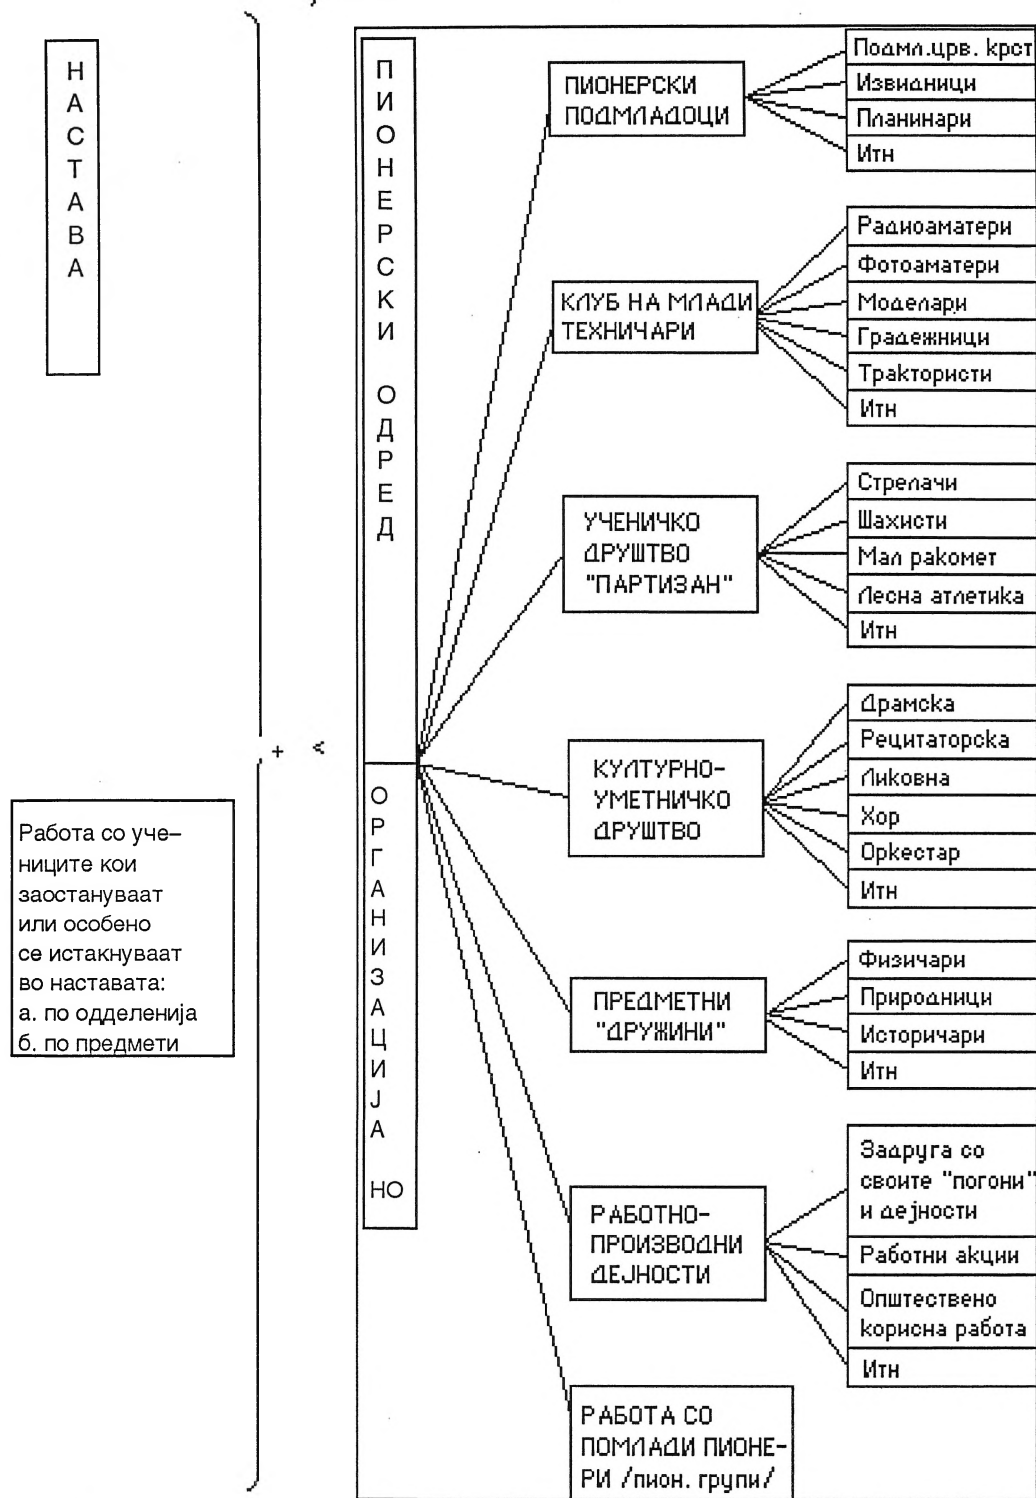 НАСТАВА
Работа со уче–
ниците кои
заостануваат
или особено
се истакнуваат
во наставата:
а. по одделенија
б. по предмети
+ <
ПИОНЕРСКИ ОДРЕД
ОРГАНИЗАЦИЈА НО
ПИОНЕРСКИ
ПОДМЛАДОЦИ
Подмл.црв. крст
Извидници
Планинари
Итн
КЛУБ НА МЛАДИ
ТЕХНИЧАРИ
Радиоаматери
Фотоаматери
Моделари
Градежници
Трактористи
Итн
УЧЕНИЧКО
ДРУШТВО
"ПАРТИЗАН"
Стрелачи
Шахисти
Мал ракомет
Лесна атлетика
Итн
КУЛТУРНО-
УМЕТНИЧКО
ДРУШТВО
Драмска
Рецитаторска
Ликовна
Хор
Оркестар
Итн
ПРЕДМЕТНИ
"ДРУЖИНИ"
Физичари
Природници
Историчари
Итн
РАБОТНО-
ПРОИЗВОДНИ
ДЕЈНОСТИ
Задруга со
своите "погони"
и дејности
Работни акции
Општествено
корисна работа
Итн
РАБОТА СО
ПОМЛАДИ ПИОНЕ-
РИ /пион. групи/